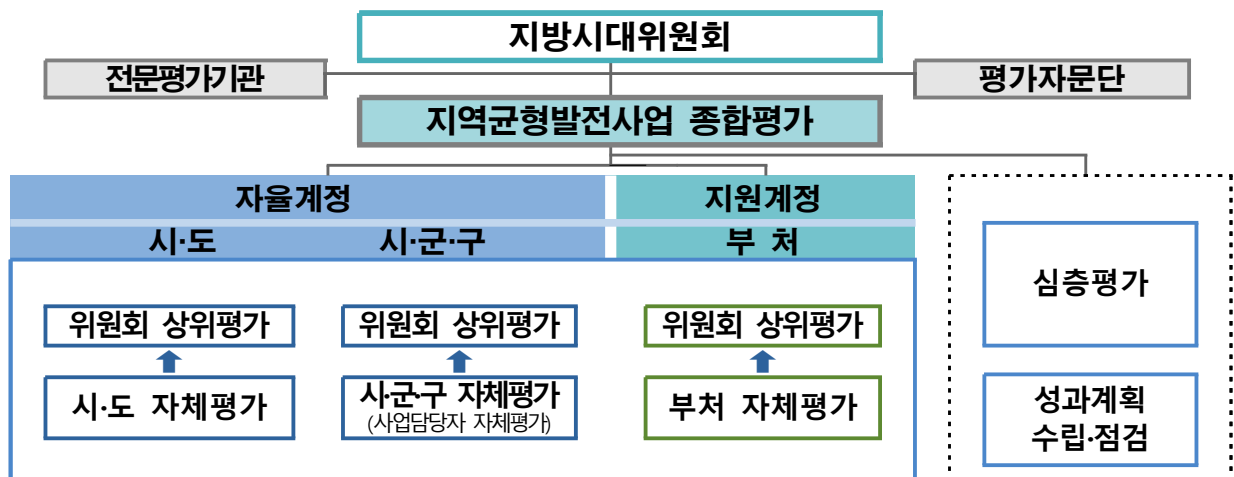 지방시대위원회
전문평가기관
평가자문단
지역균형발전사업 종합평가
자율계정
지원계정
시·도
시·군·구
부 처
위원회 상위평가
위원회 상위평가
위원회 상위평가
시·도 자체평가
시·군·구 자체평가
(사업담당자 자체평가)
부처 자체평가
심층평가
성과계획
수립·점검